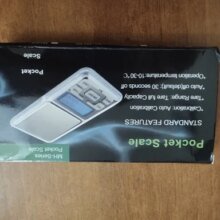 Pocket Scale
MH-Series
Pocket Scale
STANDARD FEATURES
*Calibration: Auto Calibration
*Tare Range: Tare full Capacity
*Auto off(default): 30 seconds
*Operation temperature: 10-30°C
Pocket
Scale